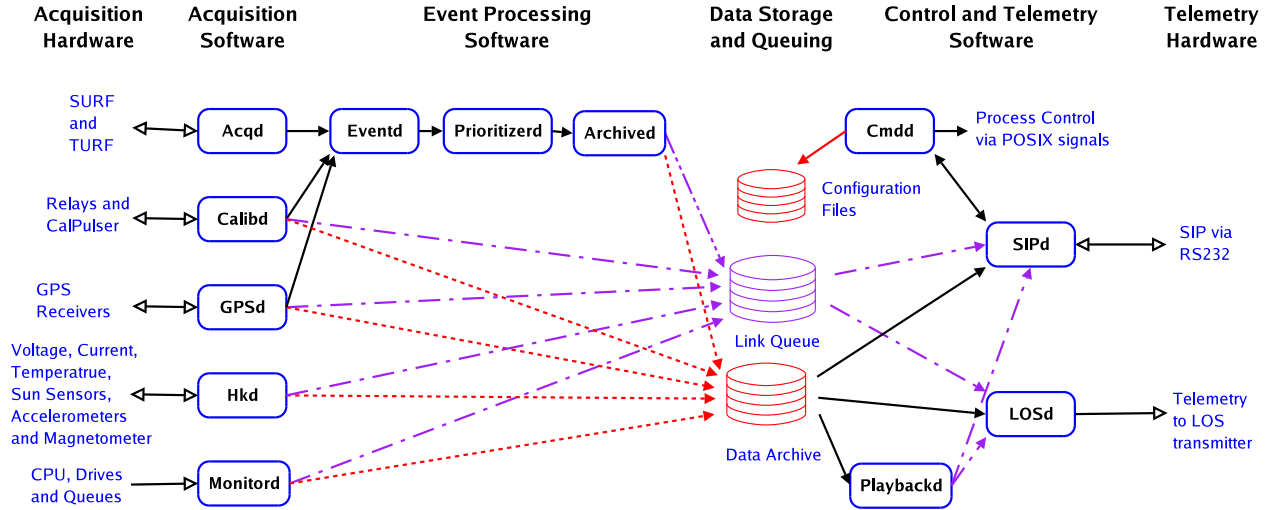 Acquisition
Hardware
Acquisition
Software
Event Processing
Software
Data Storage
and Queuing
Control and Telemetry
Software
Telemetry
Hardware
SURF
and
TURF
Acqd
Eventd
Prioritizerd
Archived
Cmdd
Process Control
via POSIX signals
Configuration
Files
Relays and
CalPulser
Calibd
SIPd
SIP via
RS232
GPS
Receivers
GPSd
Link Queue
Voltage, Current,
Temperatrue,
Sun Sensors,
Accelerometers
and Magnetometer
Hkd
LOSd
Telemetry
to LOS
transmitter
Data Archive
CPU, Drives
and Queues
Monitord
Playbackd